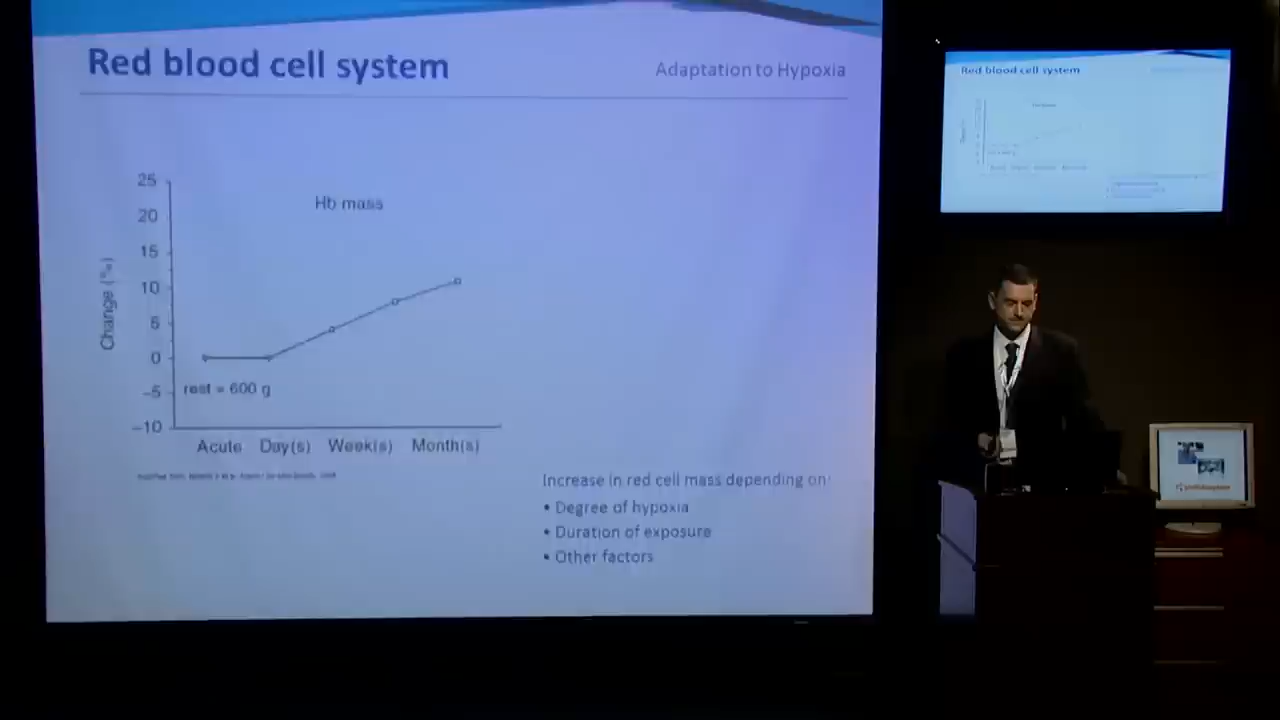 Red blood cell system
Adaptation to Hypoxia
25
20
15
10
5
0
−5
−10
Change (%)
Hb mass
rest = 600 g
Acute Day(s) Week(s) Month(s)
Increase in red cell mass depending on:
• Degree of hypoxia
• Duration of exposure
• Other factors
Red blood cell system